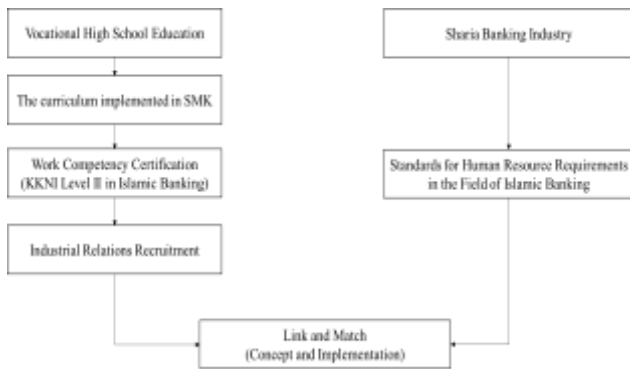 Vocational High School Education
The curriculum implemented in SMK
Work Competency Certification
(KKNI Level II in Islamic Banking)
Industrial Relations Recruitment
Sharia Banking Industry
Standards for Human Resource Requirements
in the Field of Islamic Banking
Link and Match
(Concept and Implementation)